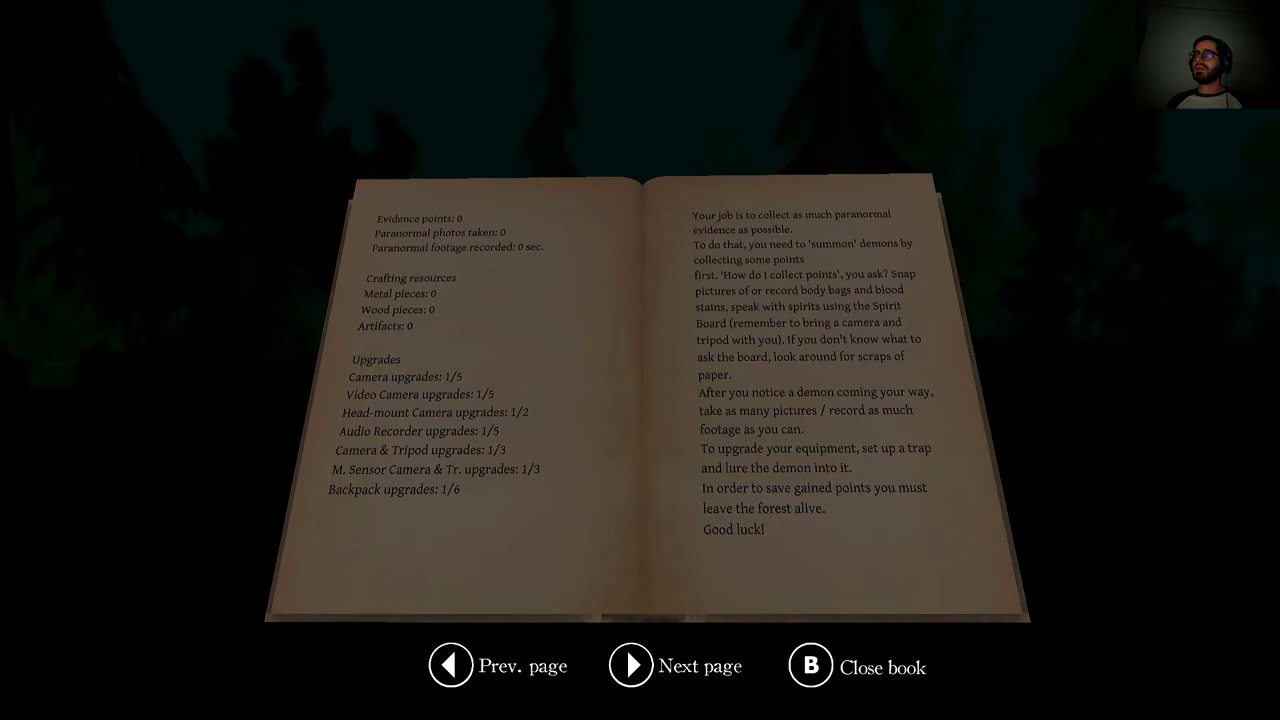 Evidence points: 0
Paranormal photos taken: 0
Paranormal footage recorded: 0 sec.
Crafting resources
Metal pieces: 0
Wood pieces: 0
Artifacts: 0
Upgrades
Camera upgrades: 1/5
Video Camera upgrades: 1/5
Head-mount Camera upgrades: 1/2
Audio Recorder upgrades: 1/5
Camera & Tripod upgrades: 1/3
M. Sensor Camera & Tr. upgrades: 1/3
Backpack upgrades: 1/6
Your job is to collect as much paranormal
evidence as possible.
To do that, you need to 'summon' demons by
collecting some points
first. 'How do I collect points', you ask? Snap
pictures of or record body bags and blood
stains, speak with spirits using the Spirit
Board (remember to bring a camera and
tripod with you). If you don't know what to
ask the board, look around for scraps of
paper.
After you notice a demon coming your way,
take as many pictures / record as much
footage as you can.
To upgrade your equipment, set up a trap
and lure the demon into it.
In order to save gained points you must
leave the forest alive.
Good luck!
Prev. page
Next page
B Close book